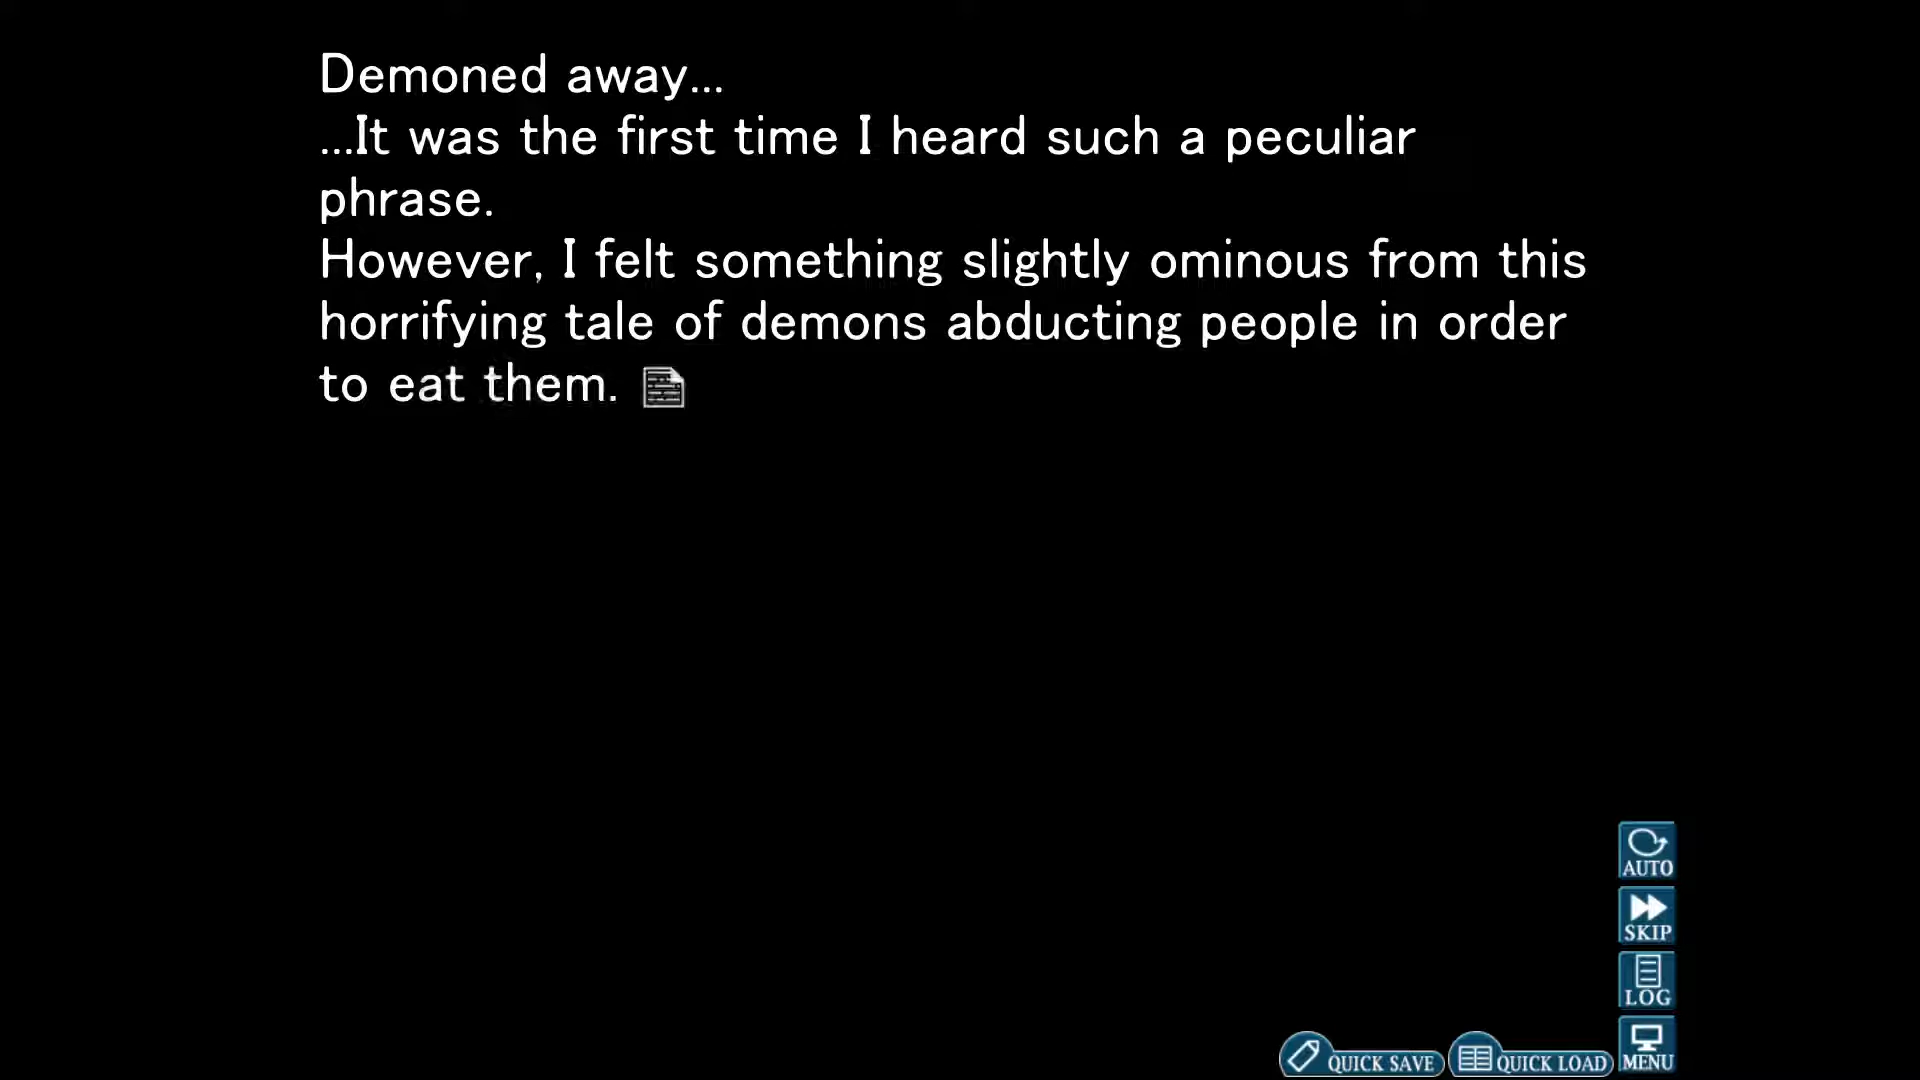 Demoned away...
...It was the first time I heard such a peculiar
phrase.
However, I felt something slightly ominous from this
horrifying tale of demons abducting people in order
to eat them.
AUTO
SKIP
LOG
MENU
QUICK SAVE
QUICK LOAD